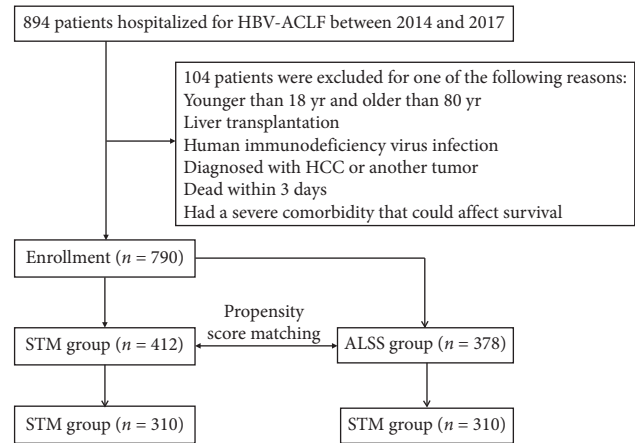 894 patients hospitalized for HBV-ACLF between 2014 and 2017
104 patients were excluded for one of the following reasons:
Younger than 18 yr and older than 80 yr
Liver transplantation
Human immunodeficiency virus infection
Diagnosed with HCC or another tumor
Dead within 3 days
Had a severe comorbidity that could affect survival
Enrollment (n = 790)
Propensity
score matching
STM group (n = 412)
ALSS group (n = 378)
STM group (n = 310)
STM group (n = 310)